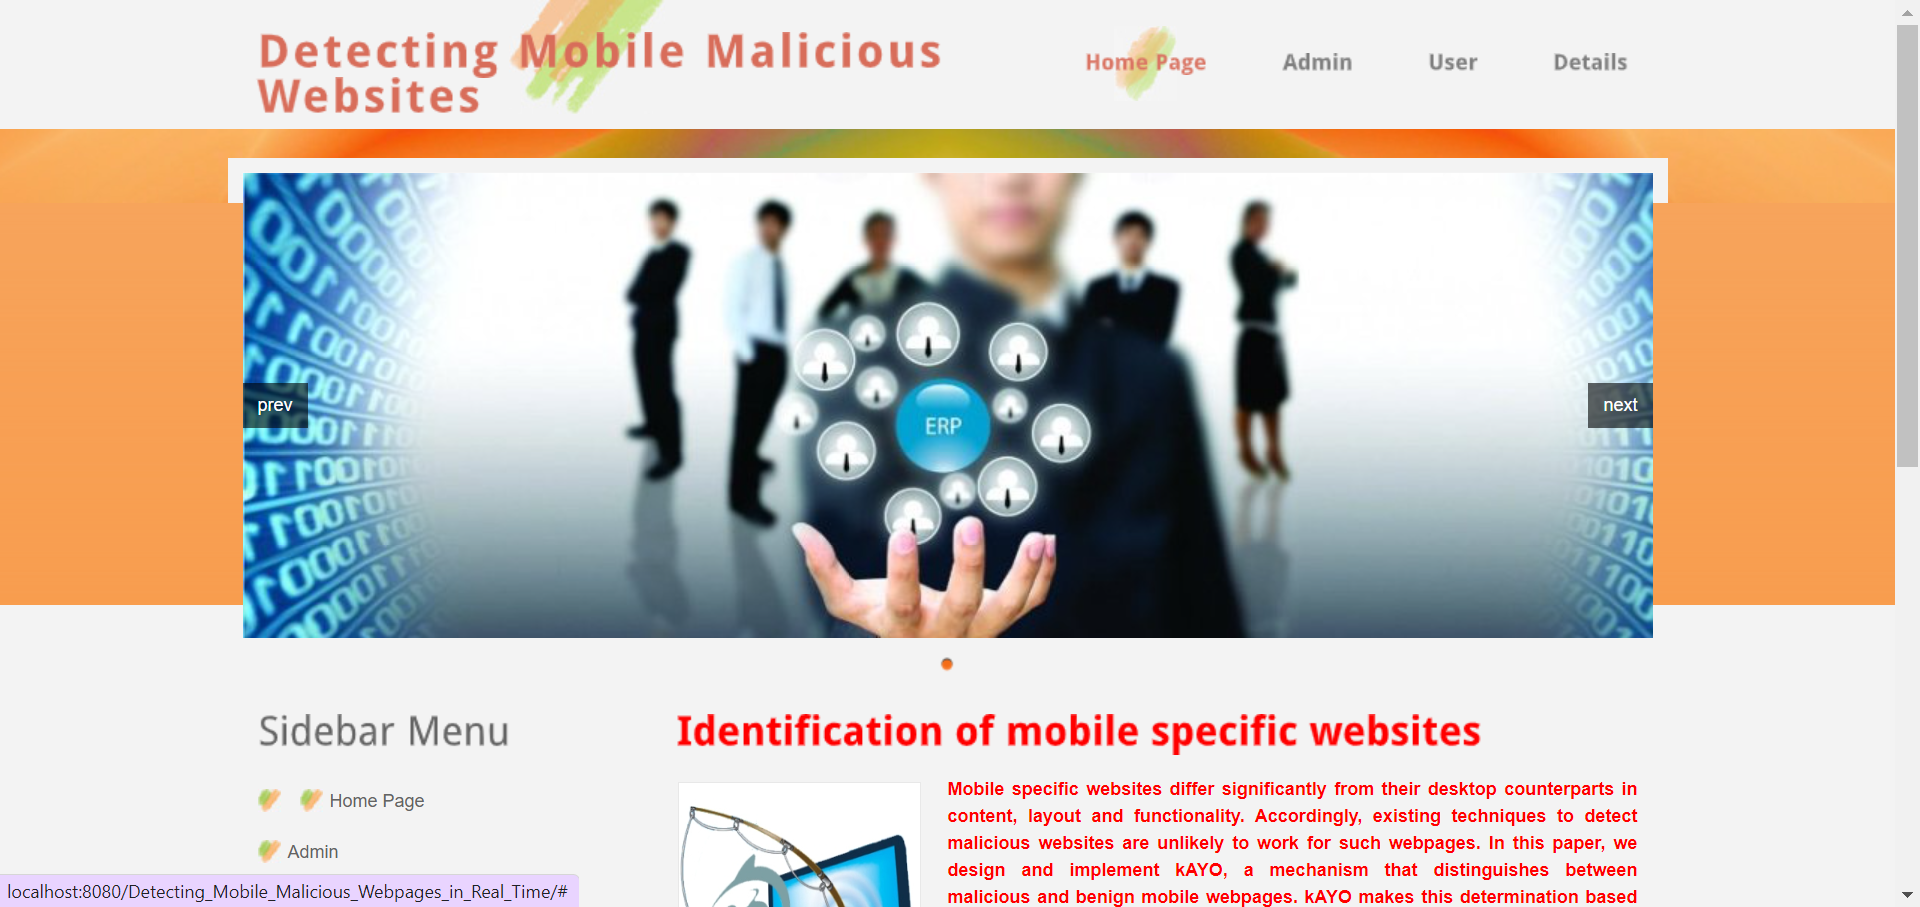 Detecting Mobile Malicious
Websites
Home Page
Admin
User
Details
prev
ERP
next
Sidebar Menu
Home Page
Admin
Identification of mobile specific websites
Mobile specific websites differ significantly from their desktop counterparts in
content, layout and functionality. Accordingly, existing techniques to detect
malicious websites are unlikely to work for such webpages. In this paper, we
design and implement kAYO, a mechanism that distinguishes between
malicious and benign mobile webpages. kAYO makes this determination based
localhost:8080/Detecting_Mobile_Malicious_Webpages_in_Real_Time/#